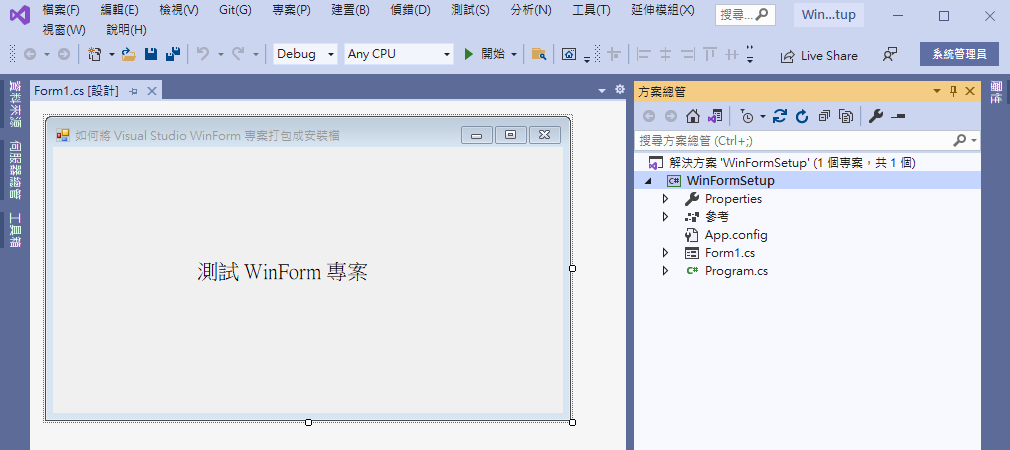 檔案(F) 編輯(E) 檢視(V) Git(G) 專案(P) 建置(B) 偵錯(D) 測試(S) 分析(N) 工具(T) 延伸模組(X) 搜尋... Win...tup
視窗(W) 說明(H)
Debug Any CPU 開始 Live Share 系統管理員
資料來源
伺服器總管
工具箱
Form1.cs [設計]
如何將 Visual Studio WinForm 專案打包成安裝檔
測試 WinForm 專案
方案總管
搜尋方案總管 (Ctrl+;)
解決方案 'WinFormSetup' (1 個專案，共 1 個)
C# WinFormSetup
Properties
參考
App.config
Form1.cs
C# Program.cs
屬性